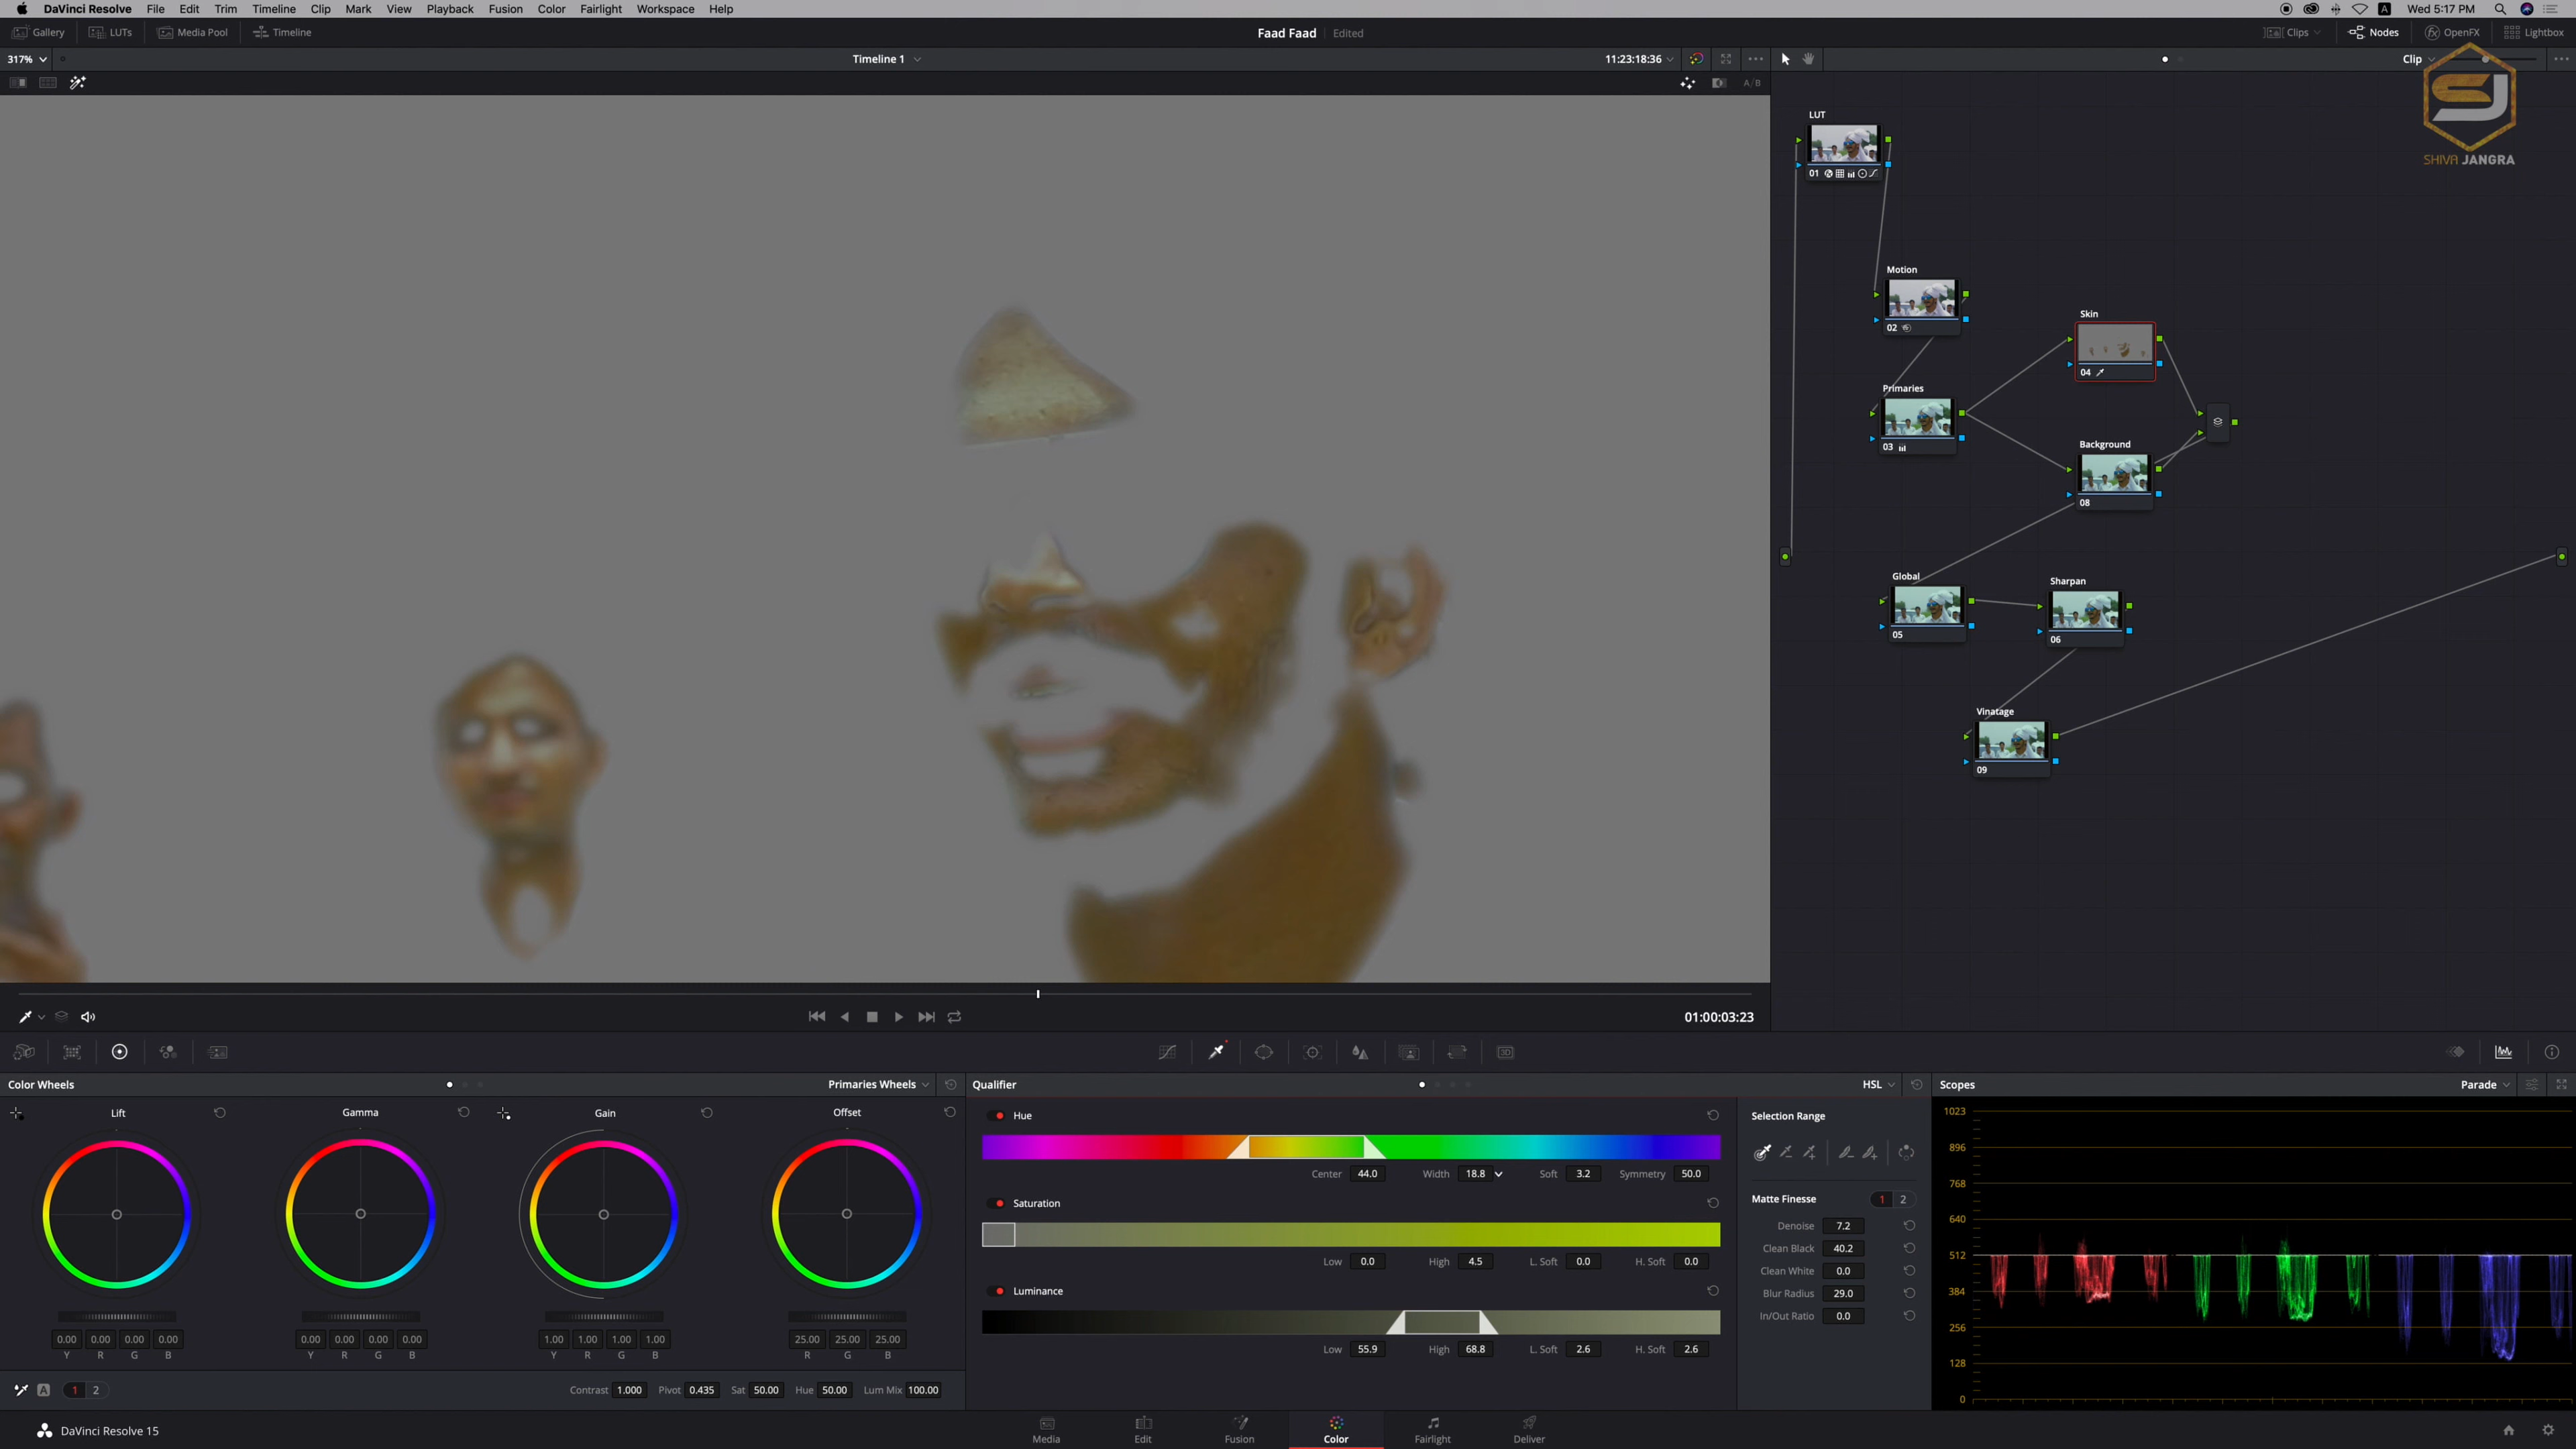 DaVinci Resolve File Edit Trim Timeline Clip Mark View Playback Fusion Color Fairlight Workspace Help A Wed 5:17 PM
Gallery LUTs Media Pool Timeline Faad Faad Edited Clips Nodes OpenFX Lightbox
317% Timeline 1 11:23:18:36 Clip
A/B
SJ
SHIVA JANGRA
LUT
01
Motion
02
Skin
04
Primaries
03
Background
08
Global
05
Sharpan
06
Vinatage
09
01:00:03:23
3D
Color Wheels Primaries Wheels
Lift Gamma Gain Offset
0.00 0.00 0.00 0.00 0.00 0.00 0.00 0.00 1.00 1.00 1.00 1.00 25.00 25.00 25.00
Y R G B Y R G B Y R G B R G B
A 1 2 Contrast 1.000 Pivot 0.435 Sat 50.00 Hue 50.00 Lum Mix 100.00
Qualifier HSL
Hue
Center 44.0 Width 18.8 Soft 3.2 Symmetry 50.0
Saturation
Low 0.0 High 4.5 L. Soft 0.0 H. Soft 0.0
Luminance
Low 55.9 High 68.8 L. Soft 2.6 H. Soft 2.6
Selection Range
Matte Finesse 1 2
Denoise 7.2
Clean Black 40.2
Clean White 0.0
Blur Radius 29.0
In/Out Ratio 0.0
Scopes Parade
1023
896
768
640
512
384
256
128
0
DaVinci Resolve 15
Media Edit Fusion Color Fairlight Deliver